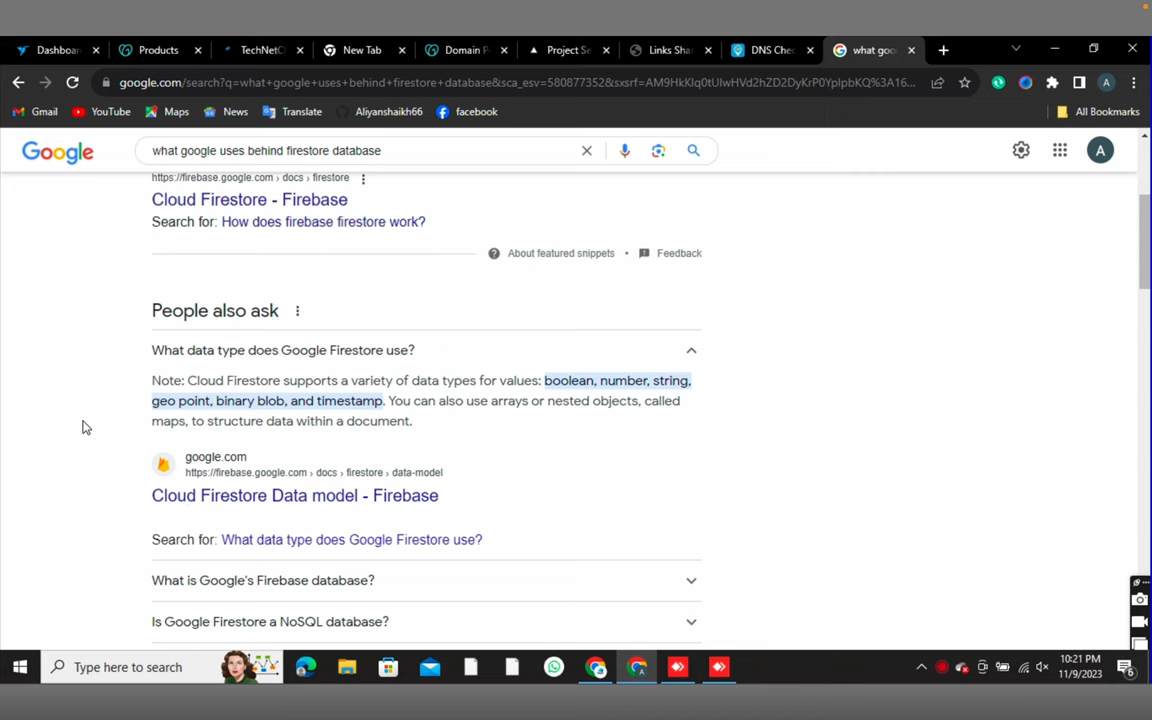 Dashboar
Products
TechNetCl
New Tab
Domain P
Project Se
Links Shar
DNS Chec
what goo
google.com/search?q=what+google+uses+behind+firestore+database&sca_esv=580877352&sxsrf=AM9HkKlq0tUlwHVd2hZD2DyKrP0YpIpbKQ%3A16...
Gmail
YouTube
Maps
News
Translate
Aliyanshaikh66
facebook
All Bookmarks
Google
what google uses behind firestore database
A
https://firebase.google.com › docs › firestore
Cloud Firestore - Firebase
Search for: How does firebase firestore work?
About featured snippets • Feedback
People also ask
What data type does Google Firestore use?
Note: Cloud Firestore supports a variety of data types for values: boolean, number, string,
geo point, binary blob, and timestamp. You can also use arrays or nested objects, called
maps, to structure data within a document.
google.com
https://firebase.google.com › docs › firestore › data-model
Cloud Firestore Data model - Firebase
Search for: What data type does Google Firestore use?
What is Google's Firebase database?
Is Google Firestore a NoSQL database?
Type here to search
10:21 PM
11/9/2023
6